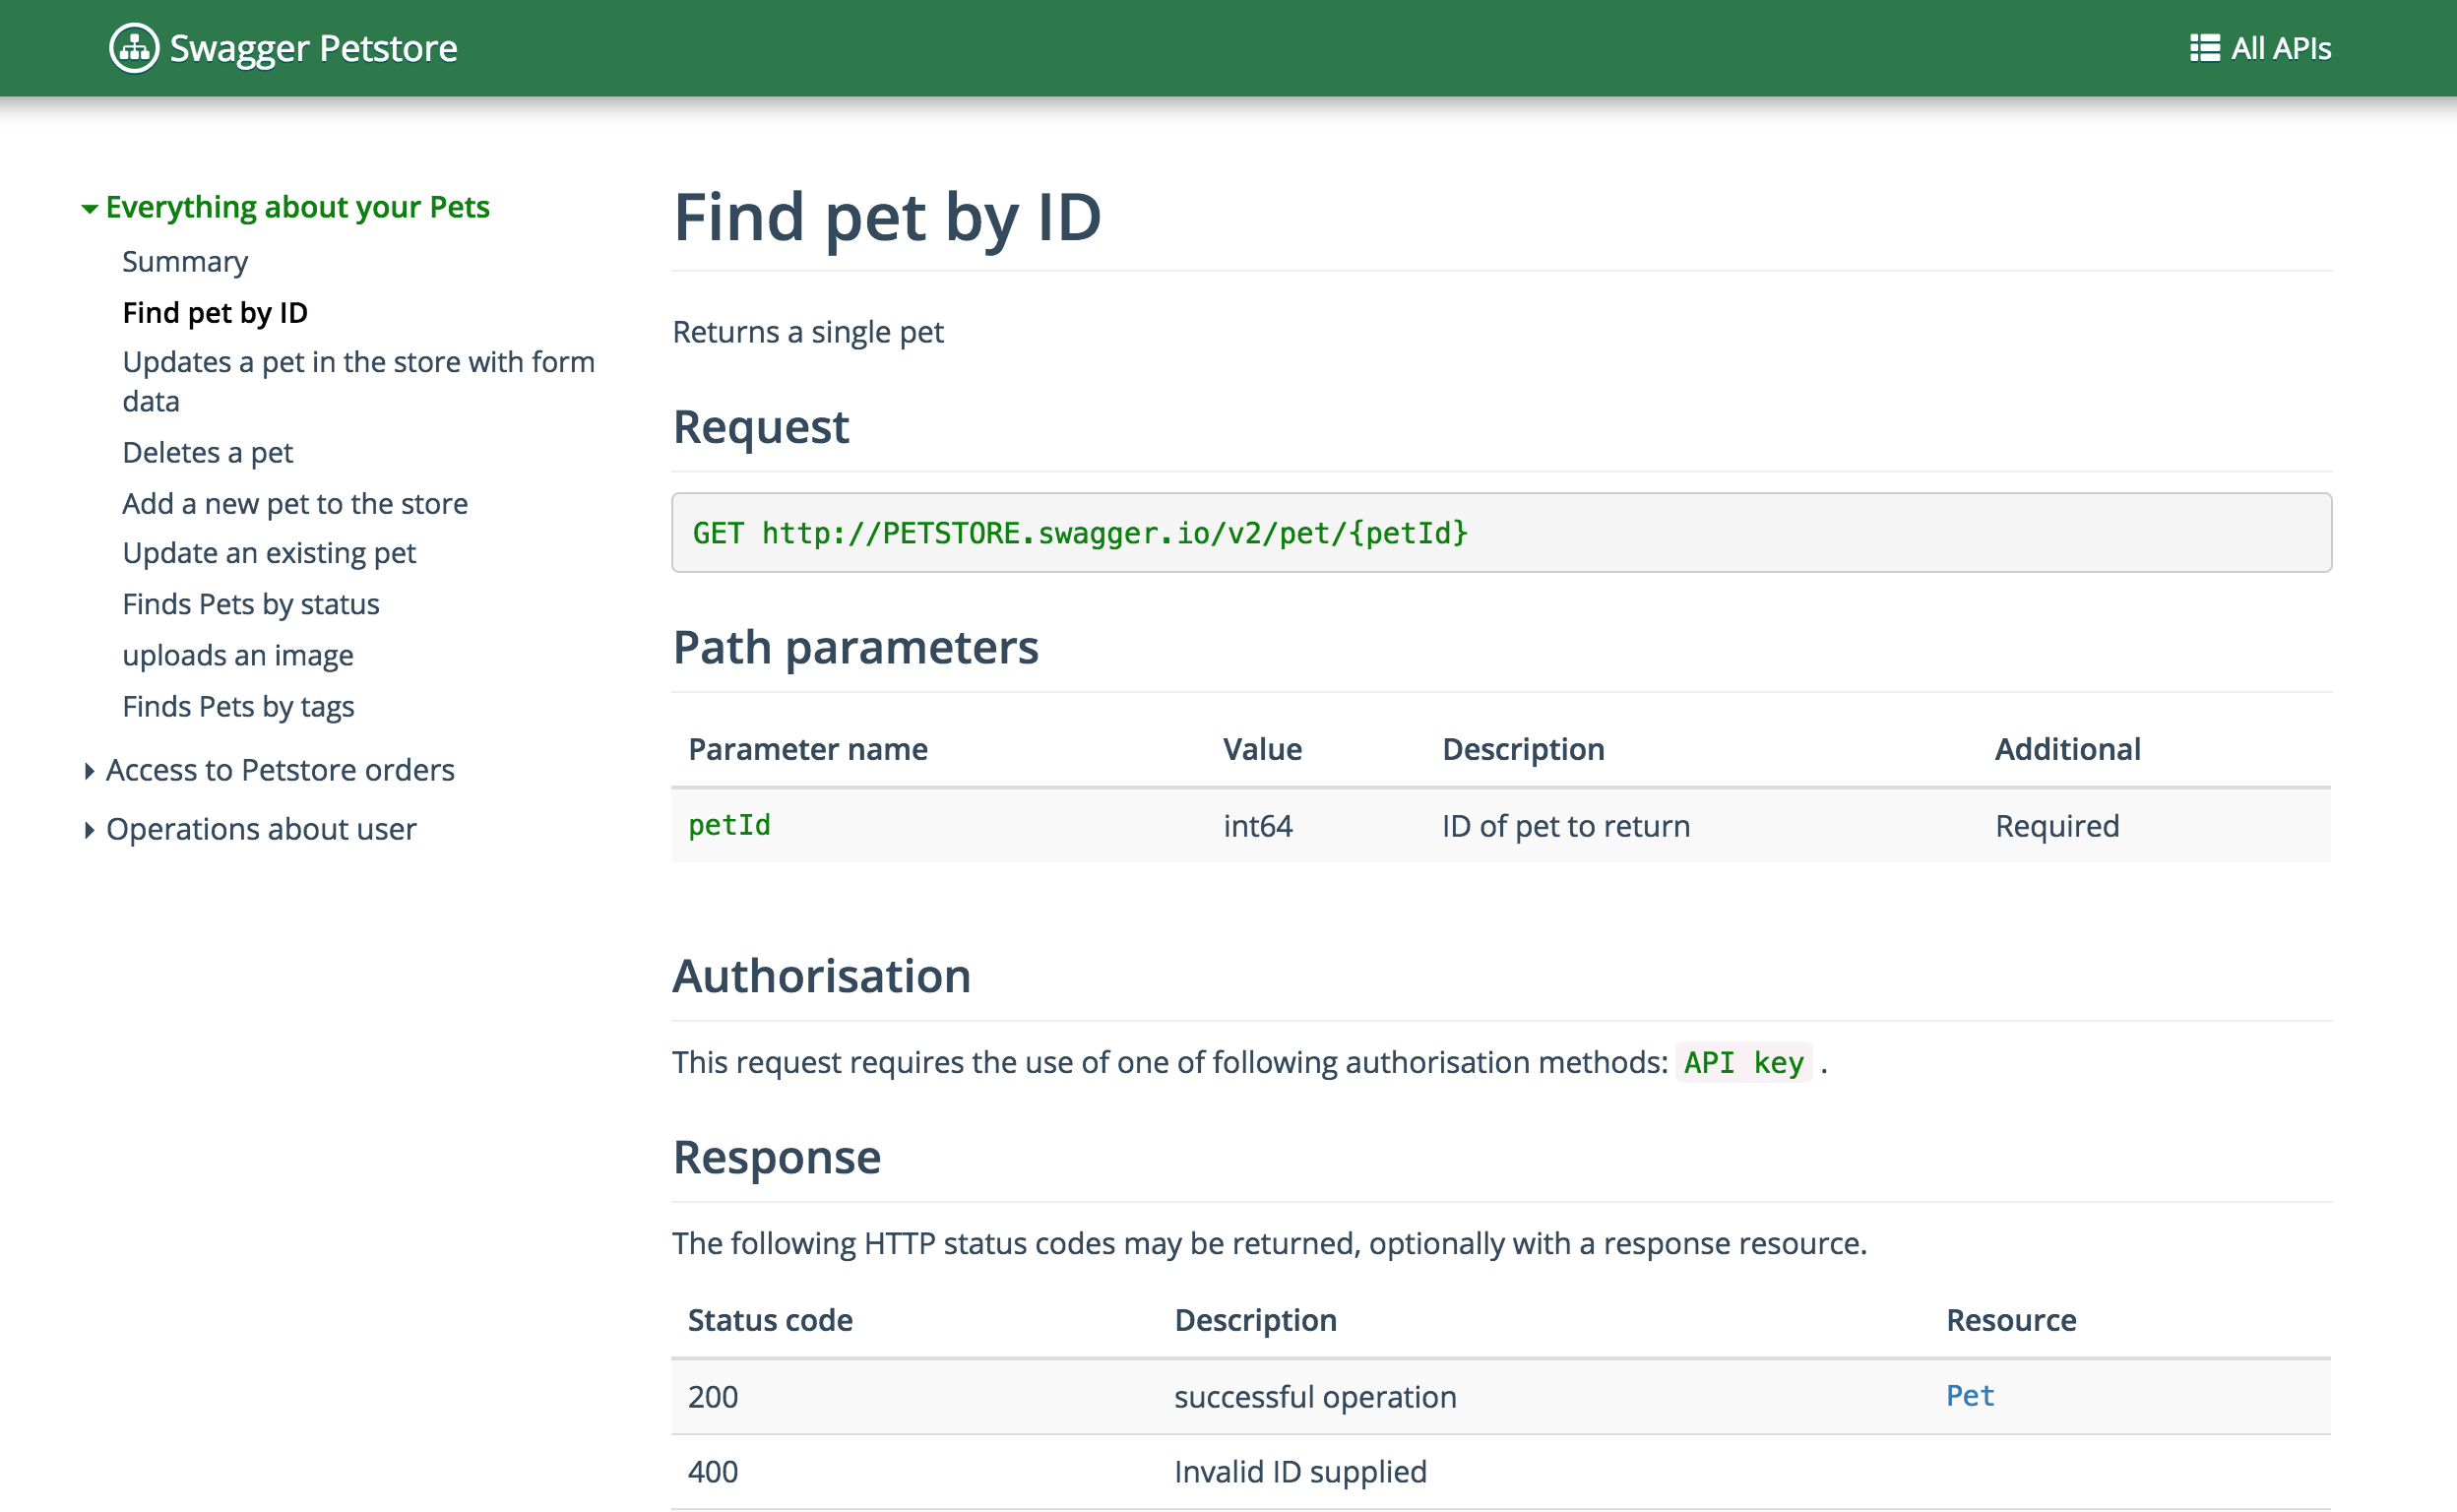 Swagger Petstore
All APIs
Everything about your Pets
Summary
Find pet by ID
Updates a pet in the store with form
data
Deletes a pet
Add a new pet to the store
Update an existing pet
Finds Pets by status
uploads an image
Finds Pets by tags
Access to Petstore orders
Operations about user
Find pet by ID
Returns a single pet
Request
GET http://PETSTORE.swagger.io/v2/pet/{petId}
Path parameters
Parameter name Value Description Additional
petId int64 ID of pet to return Required
Authorisation
This request requires the use of one of following authorisation methods: API key .
Response
The following HTTP status codes may be returned, optionally with a response resource.
Status code Description Resource
200 successful operation Pet
400 Invalid ID supplied